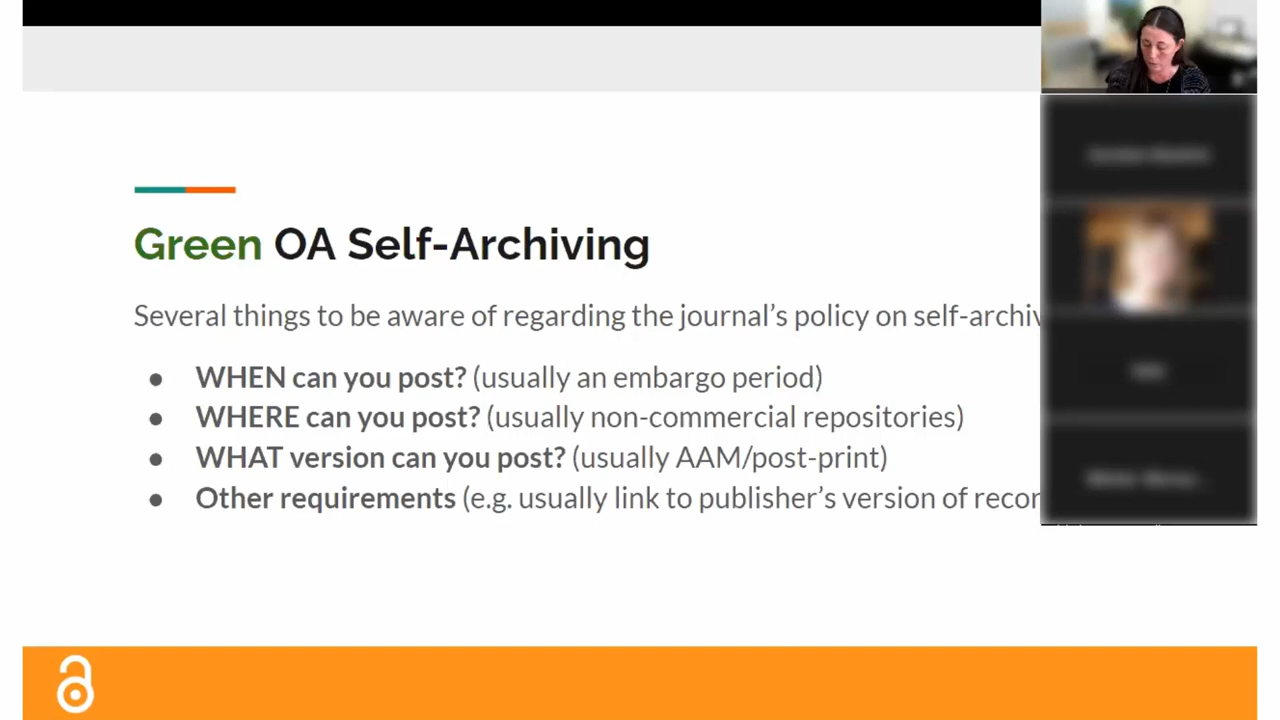 Green OA Self-Archiving
Several things to be aware of regarding the journal's policy on self-archiv
● WHEN can you post? (usually an embargo period)
● WHERE can you post? (usually non-commercial repositories)
● WHAT version can you post? (usually AAM/post-print)
● Other requirements (e.g. usually link to publisher's version of recor